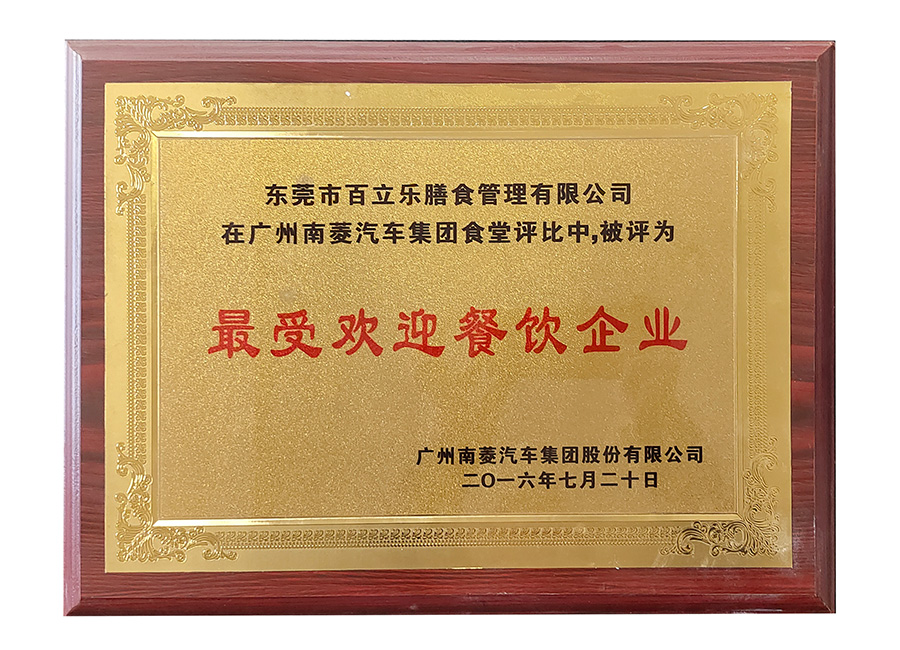 东莞市百立乐膳食管理有限公司
在广州南菱汽车集团食堂评比中,被评为
最受欢迎餐饮企业
广州南菱汽车集团股份有限公司
二〇一六年七月二十日